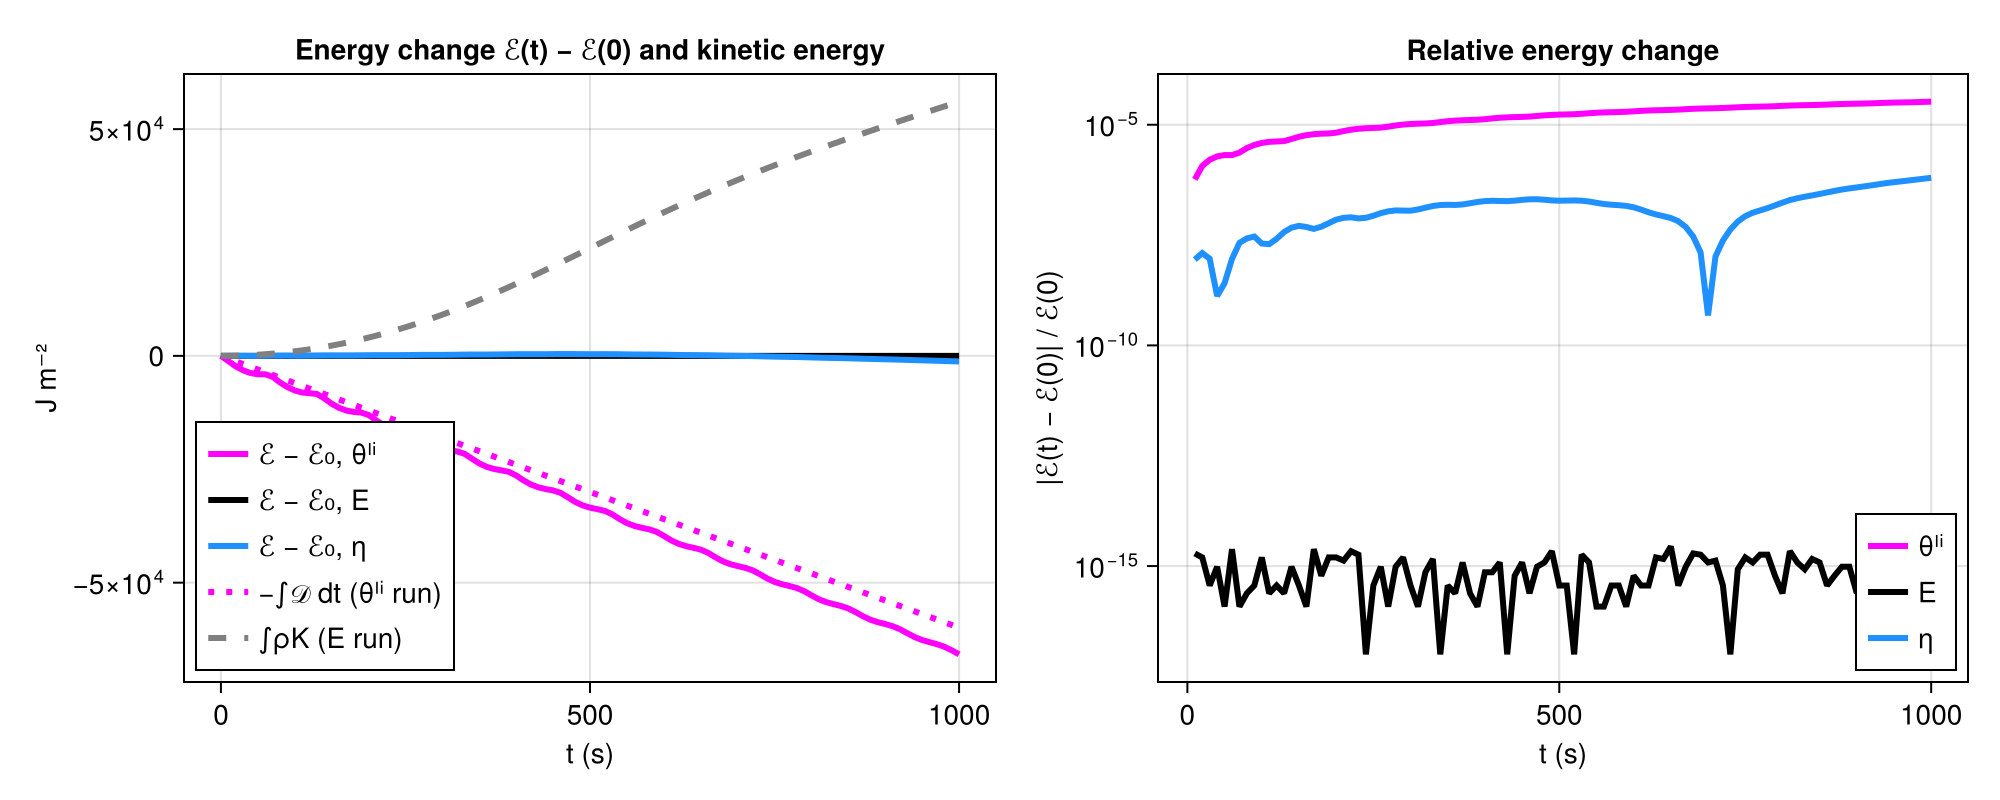 Energy change ℰ(t) − ℰ(0) and kinetic energy
5×10⁴
0
−5×10⁴
J m⁻²
ℰ − ℰ₀, θˡⁱ
ℰ − ℰ₀, E
ℰ − ℰ₀, η
−∫𝒟 dt (θˡⁱ run)
∫ρK (E run)
0
500
1000
t (s)
Relative energy change
10⁻⁵
10⁻¹⁰
10⁻¹⁵
|ℰ(t) − ℰ(0)| / ℰ(0)
θˡⁱ
E
η
0
500
1000
t (s)